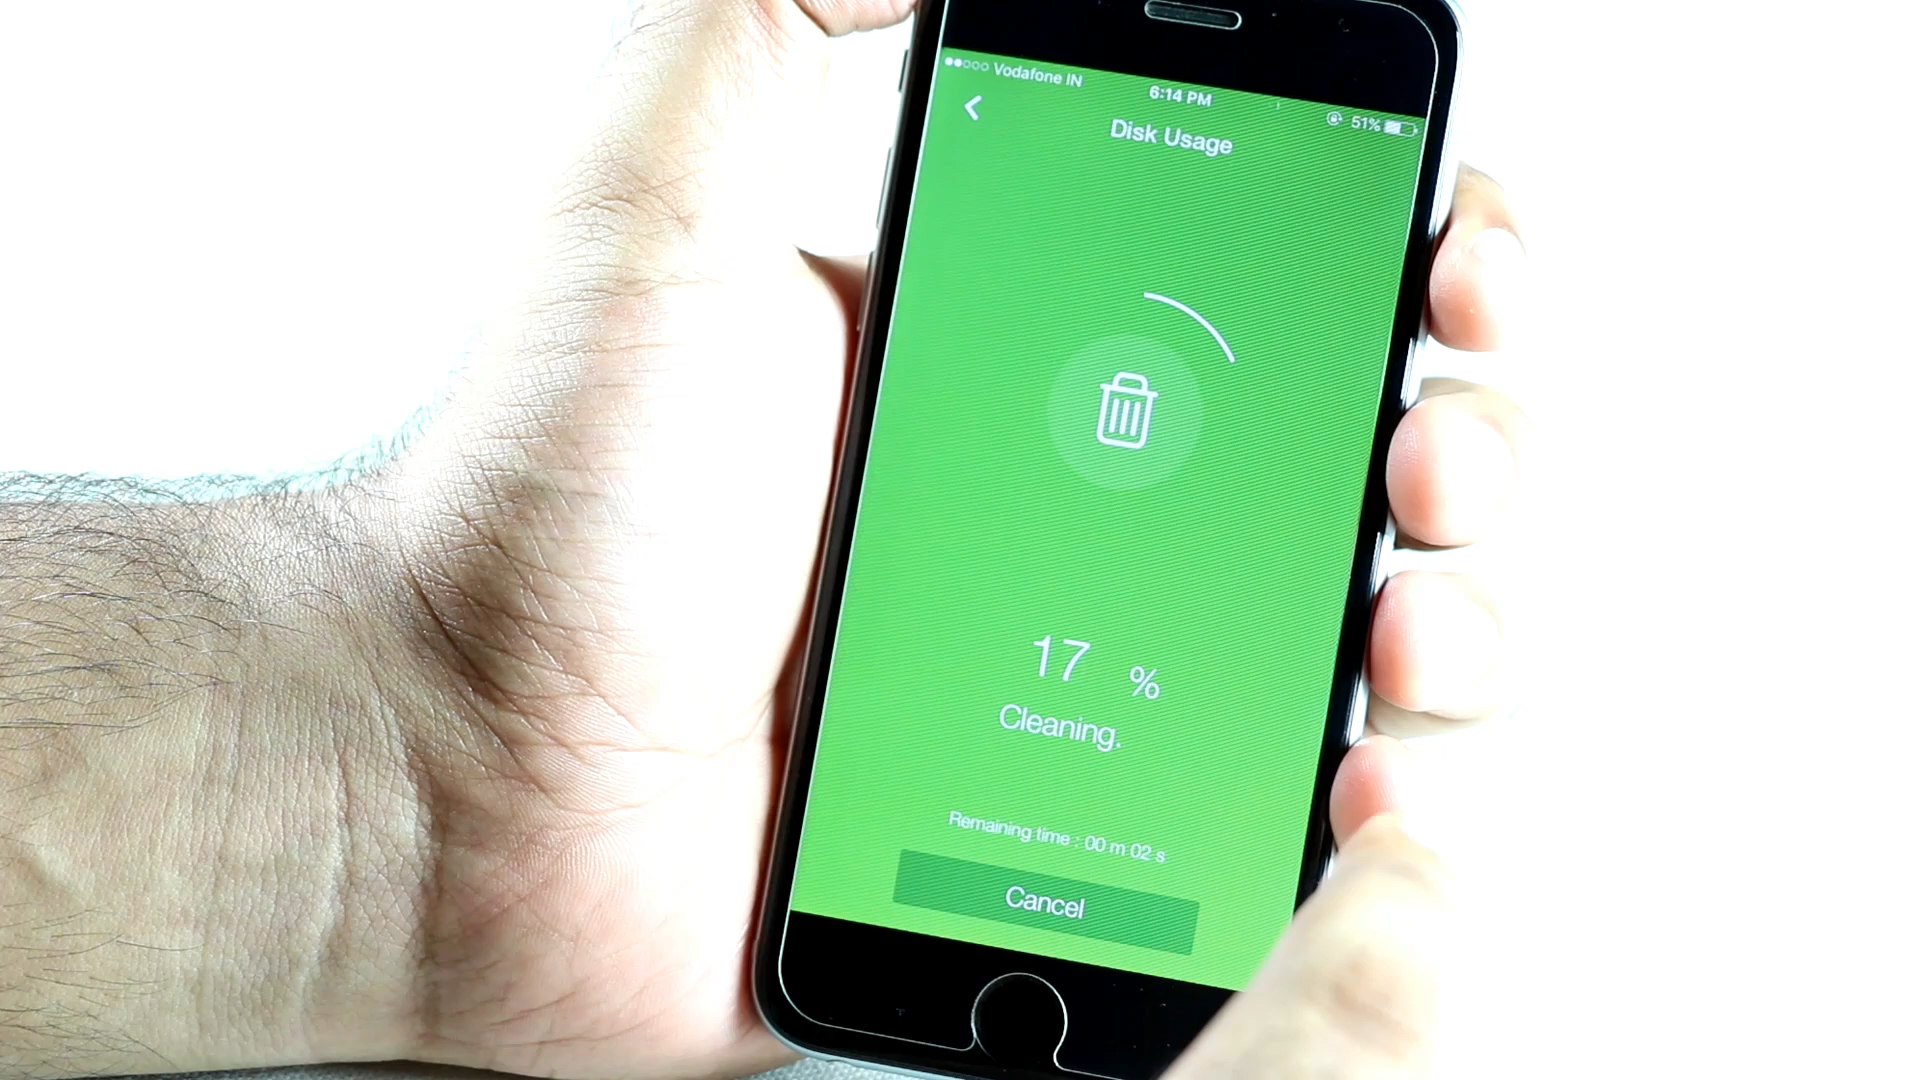 Vodafone IN
6:14 PM
51%
Disk Usage
17 %
Cleaning.
Remaining time : 00 m 02 s
Cancel